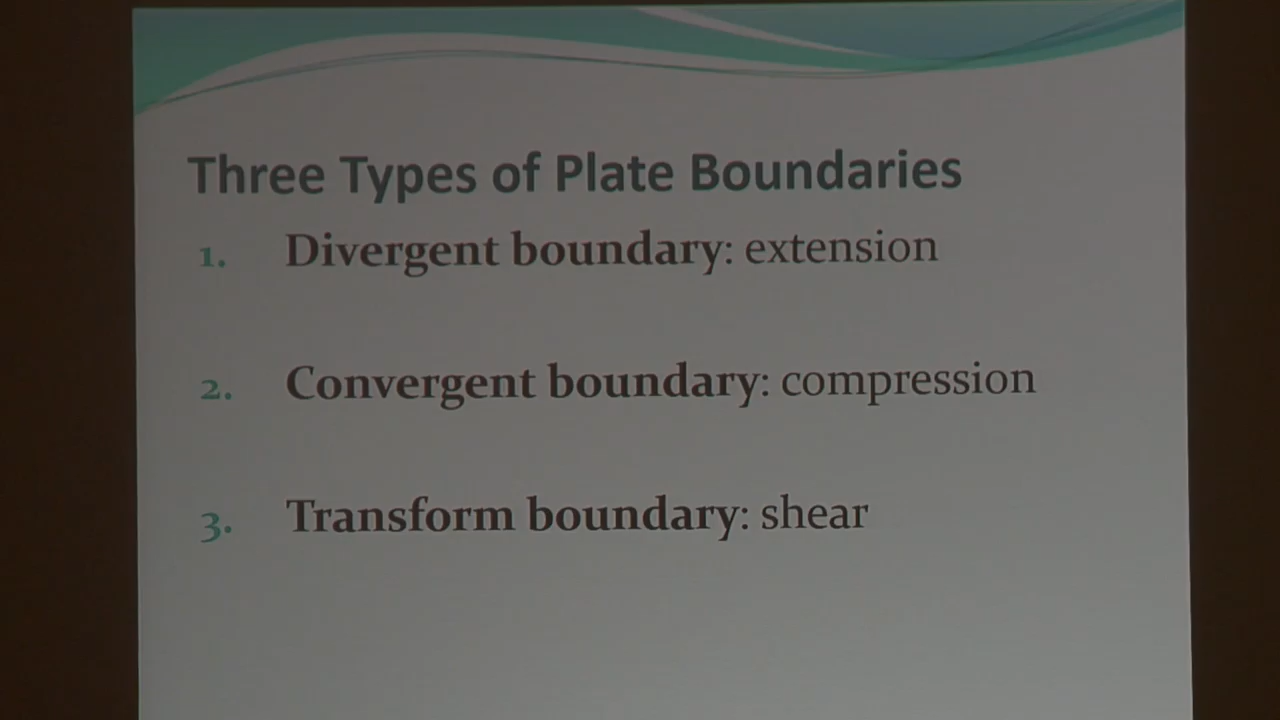 Three Types of Plate Boundaries
1. Divergent boundary: extension
2. Convergent boundary: compression
3. Transform boundary: shear